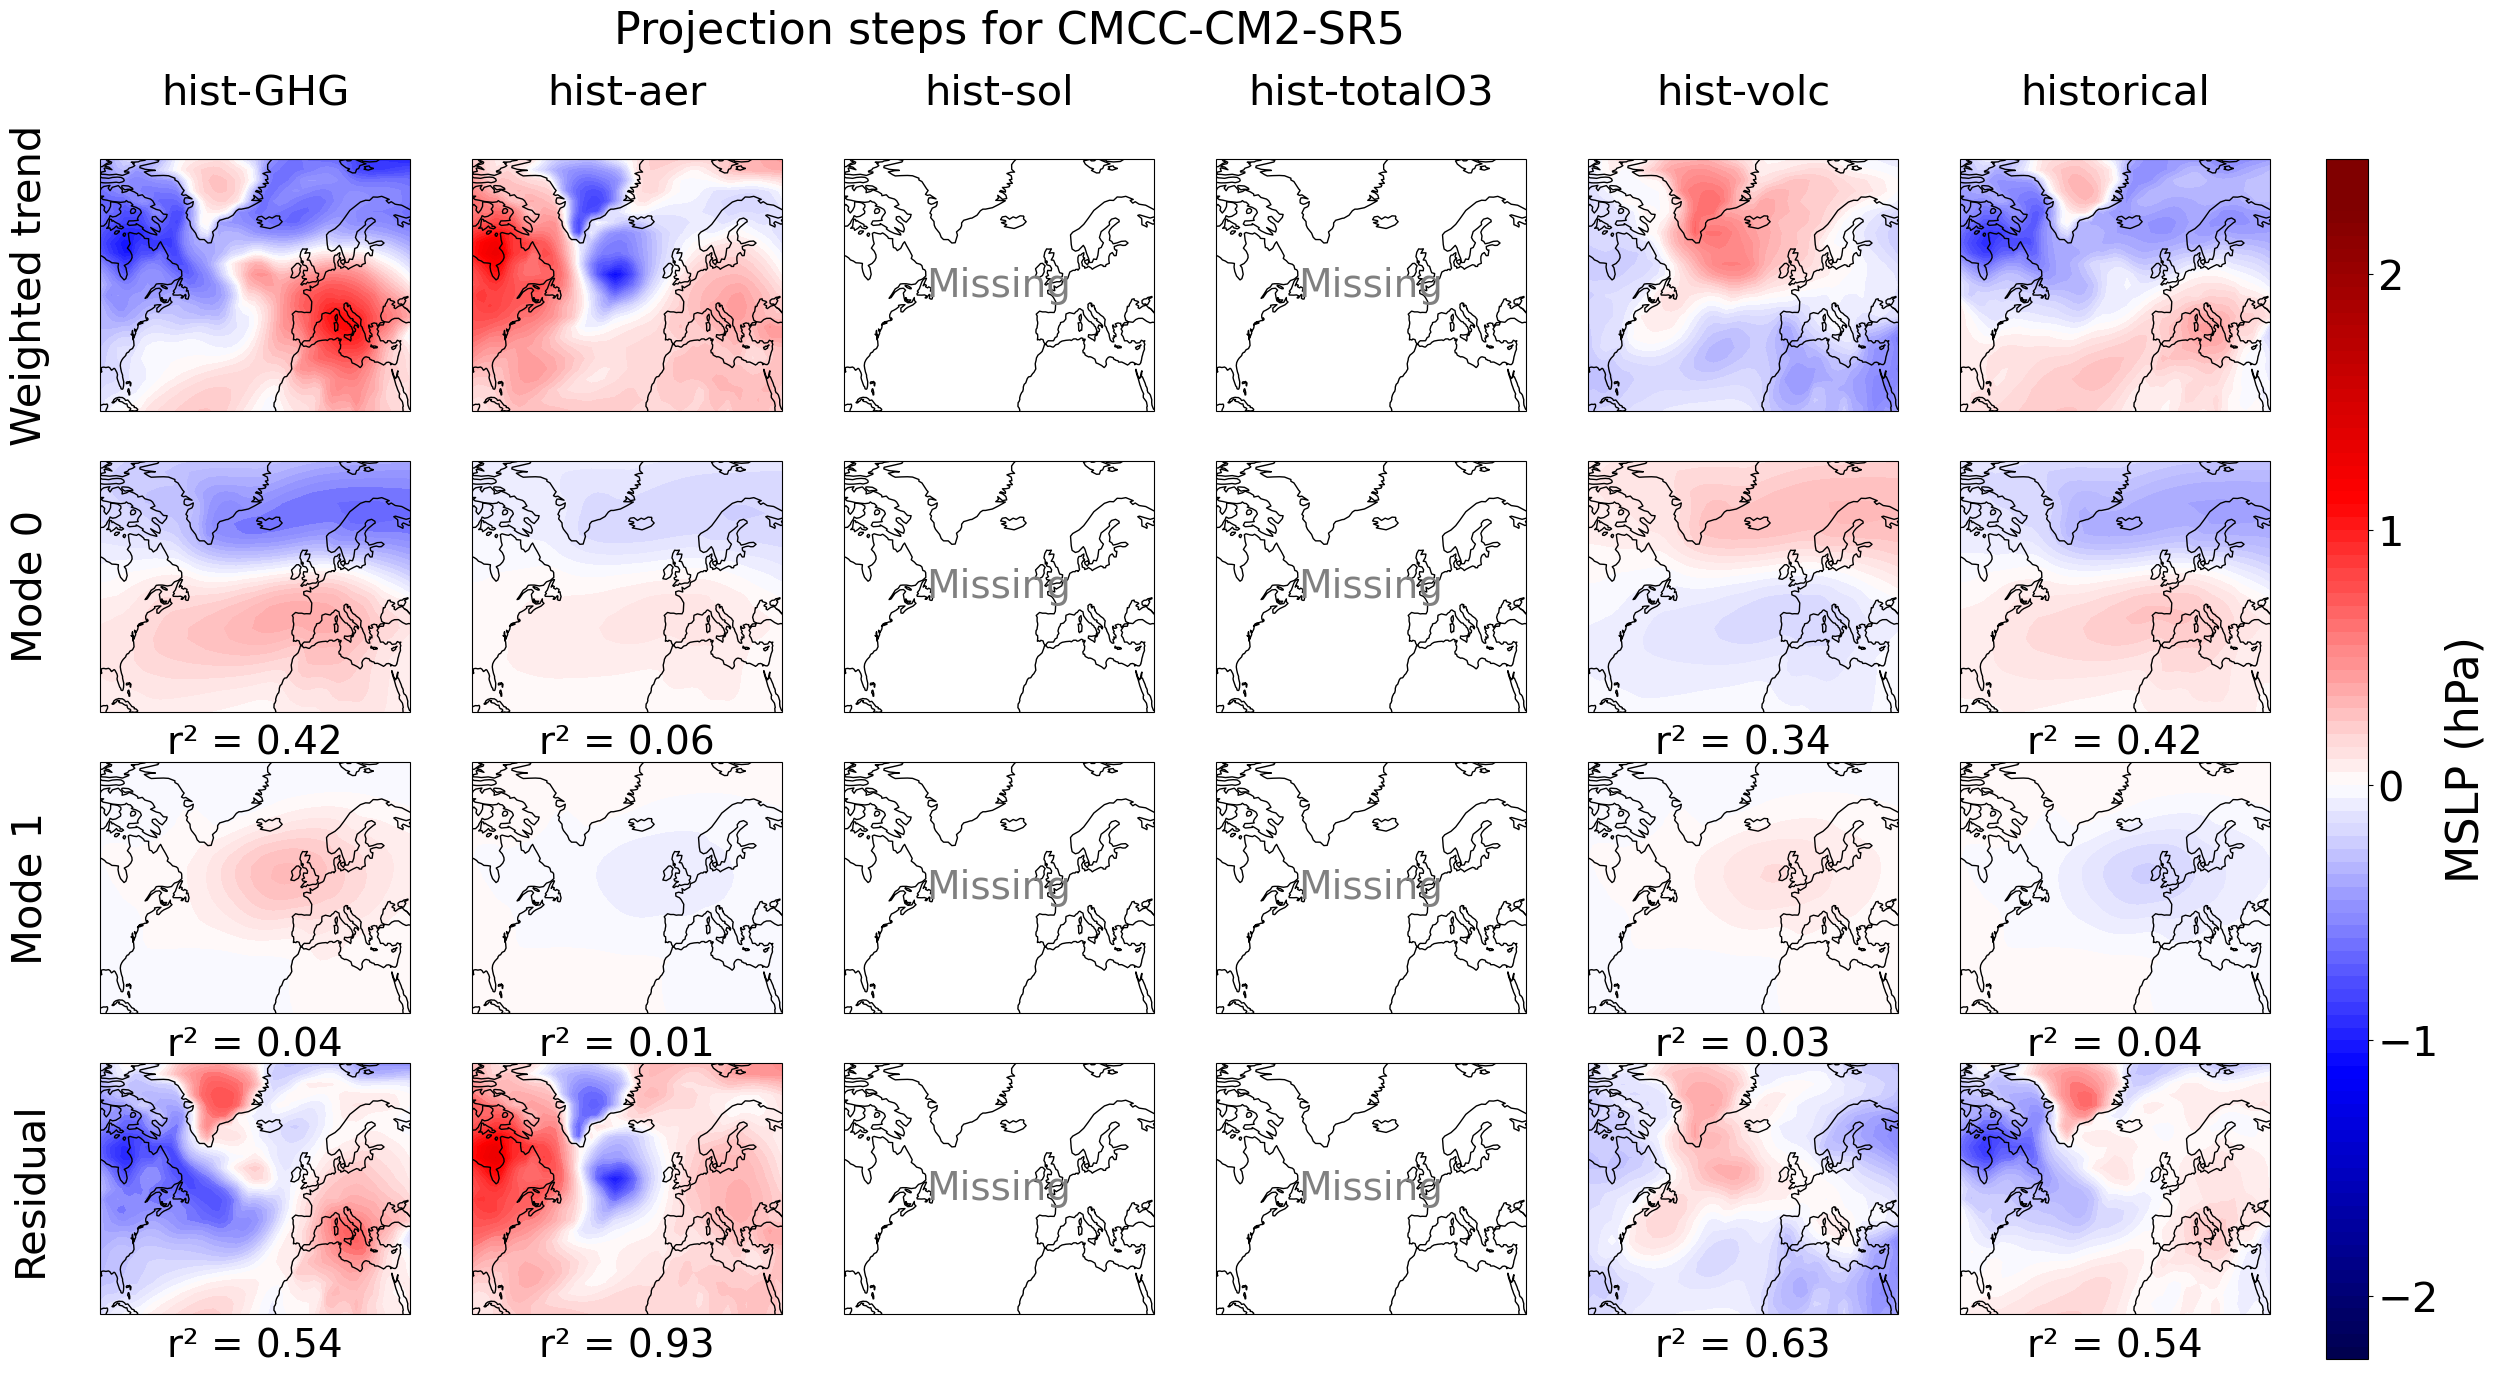 Projection steps for CMCC-CM2-SR5
hist-GHG hist-aer hist-sol hist-totalO3 hist-volc historical
Weighted trend
Missing Missing
Mode 0
Missing Missing
r² = 0.42 r² = 0.06 r² = 0.34 r² = 0.42
Mode 1
Missing Missing
r² = 0.04 r² = 0.01 r² = 0.03 r² = 0.04
Residual
Missing Missing
r² = 0.54 r² = 0.93 r² = 0.63 r² = 0.54
2
1
0
−1
−2
MSLP (hPa)